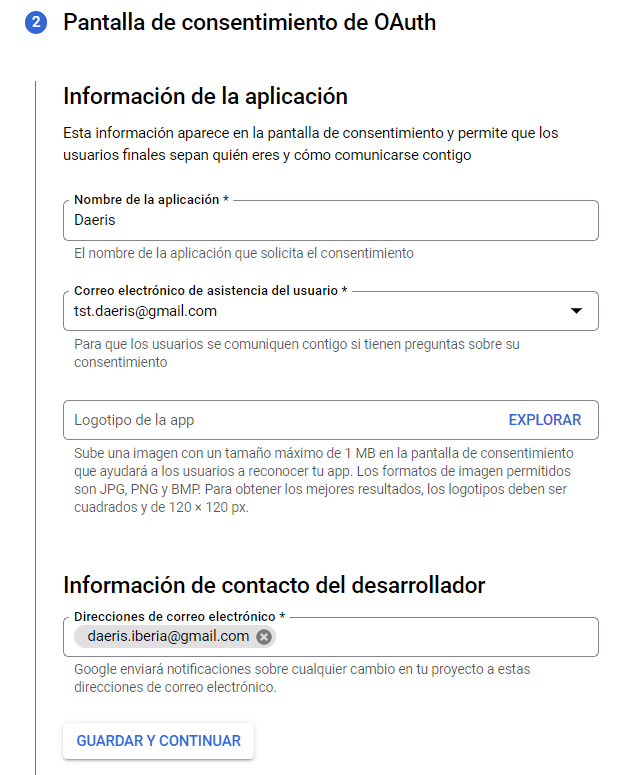 2 Pantalla de consentimiento de OAuth
Información de la aplicación
Esta información aparece en la pantalla de consentimiento y permite que los
usuarios finales sepan quién eres y cómo comunicarse contigo
Nombre de la aplicación *
Daeris
El nombre de la aplicación que solicita el consentimiento
Correo electrónico de asistencia del usuario *
tst.daeris@gmail.com
Para que los usuarios se comuniquen contigo si tienen preguntas sobre su
consentimiento
Logotipo de la app EXPLORAR
Sube una imagen con un tamaño máximo de 1 MB en la pantalla de consentimiento
que ayudará a los usuarios a reconocer tu app. Los formatos de imagen permitidos
son JPG, PNG y BMP. Para obtener los mejores resultados, los logotipos deben ser
cuadrados y de 120 × 120 px.
Información de contacto del desarrollador
Direcciones de correo electrónico *
daeris.iberia@gmail.com
Google enviará notificaciones sobre cualquier cambio en tu proyecto a estas
direcciones de correo electrónico.
GUARDAR Y CONTINUAR